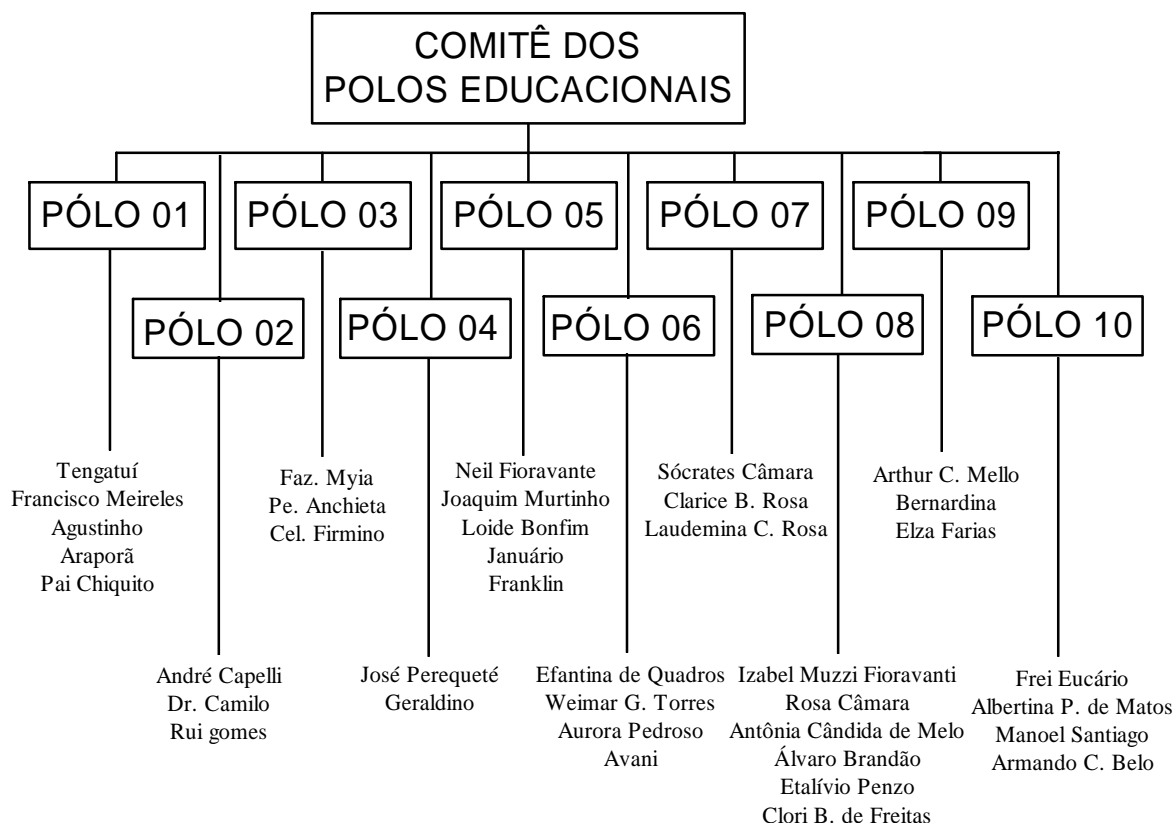 COMITÊ DOS
POLOS EDUCACIONAIS
PÓLO 01
PÓLO 03
PÓLO 05
PÓLO 07
PÓLO 09
PÓLO 02
PÓLO 04
PÓLO 06
PÓLO 08
PÓLO 10
Tengatuí
Francisco Meireles
Agustinho
Araporã
Pai Chiquito
Faz. Myia
Pe. Anchieta
Cel. Firmino
Neil Fioravante
Joaquim Murtinho
Loide Bonfim
Januário
Franklin
Sócrates Câmara
Clarice B. Rosa
Laudemina C. Rosa
Arthur C. Mello
Bernardina
Elza Farias
André Capelli
Dr. Camilo
Rui gomes
José Perequeté
Geraldino
Efantina de Quadros
Weimar G. Torres
Aurora Pedroso
Avani
Izabel Muzzi Fioravanti
Rosa Câmara
Antônia Cândida de Melo
Álvaro Brandão
Etalívio Penzo
Clori B. de Freitas
Frei Eucário
Albertina P. de Matos
Manoel Santiago
Armando C. Belo